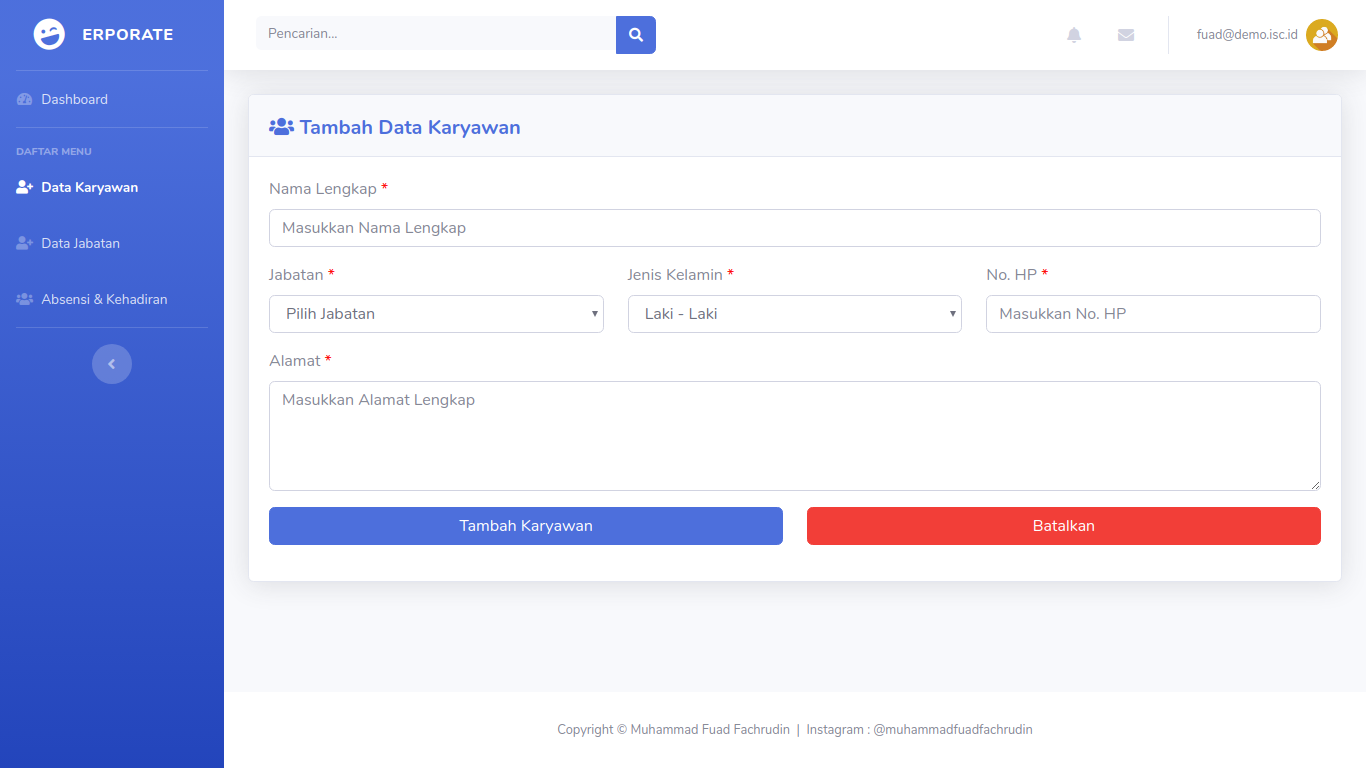 ERPORATE
Dashboard
DAFTAR MENU
Data Karyawan
Data Jabatan
Absensi & Kehadiran
Pencarian...
fuad@demo.isc.id
Tambah Data Karyawan
Nama Lengkap *
Masukkan Nama Lengkap
Jabatan *
Pilih Jabatan
Jenis Kelamin *
Laki - Laki
No. HP *
Masukkan No. HP
Alamat *
Masukkan Alamat Lengkap
Tambah Karyawan
Batalkan
Copyright © Muhammad Fuad Fachrudin | Instagram : @muhammadfuadfachrudin